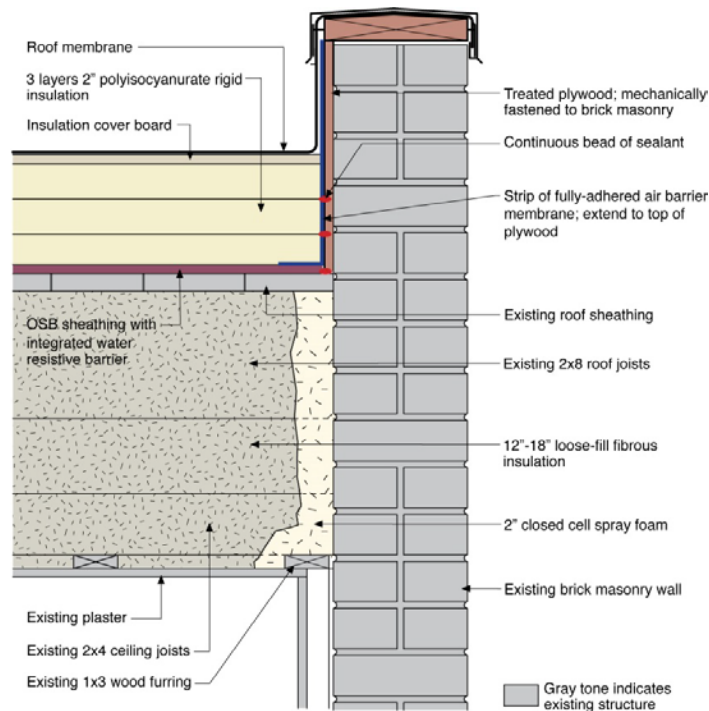 Roof membrane
3 layers 2” polyisocyanurate rigid
insulation
Insulation cover board
OSB sheathing with
integrated water
resistive barrier
Existing plaster
Existing 2x4 ceiling joists
Existing 1x3 wood furring
Treated plywood; mechanically
fastened to brick masonry
Continuous bead of sealant
Strip of fully-adhered air barrier
membrane; extend to top of
plywood
Existing roof sheathing
Existing 2x8 roof joists
12”-18” loose-fill fibrous
insulation
2” closed cell spray foam
Existing brick masonry wall
Gray tone indicates
existing structure